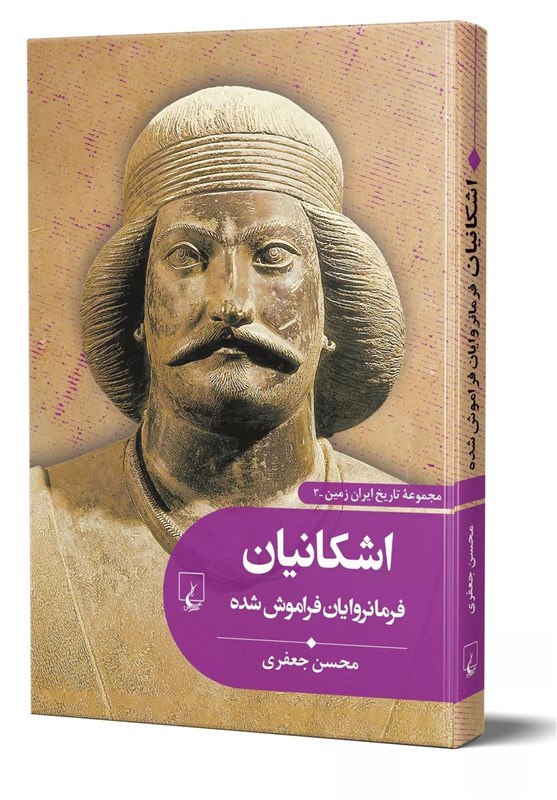 مجموعهٔ تاریخ ایران زمین -۳
اشکانیان
فرمانروایان فراموش شده
محسن جعفری
اشکانیان فرمانروایان فراموش شده
محسن جعفری